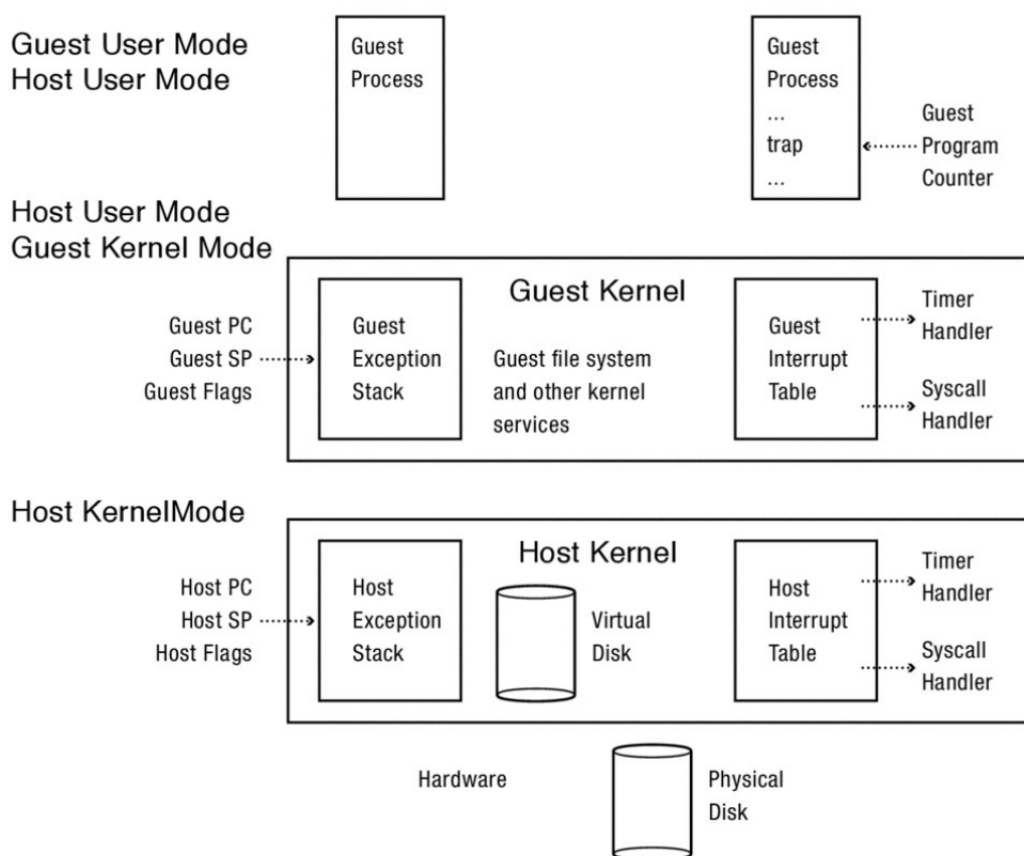 Guest User Mode
Host User Mode
Guest
Process
Guest
Process
...
trap
...
Guest
Program
Counter
Host User Mode
Guest Kernel Mode
Guest Kernel
Guest PC
Guest SP
Guest Flags
Guest
Exception
Stack
Guest file system
and other kernel
services
Guest
Interrupt
Table
Timer
Handler
Syscall
Handler
Host KernelMode
Host Kernel
Host PC
Host SP
Host Flags
Host
Exception
Stack
Virtual
Disk
Host
Interrupt
Table
Timer
Handler
Syscall
Handler
Hardware
Physical
Disk